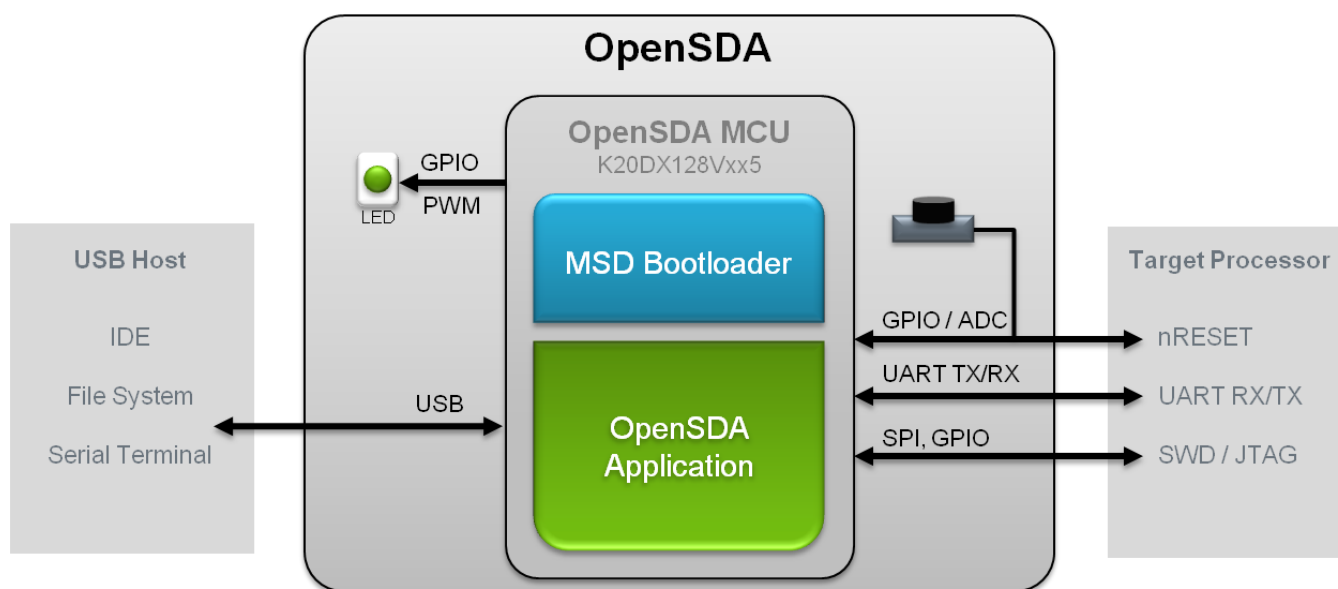 OpenSDA
OpenSDA MCU
K20DX128Vxx5
GPIO
PWM
LED
MSD Bootloader
USB Host
IDE
File System
Serial Terminal
USB
OpenSDA
Application
GPIO / ADC
UART TX/RX
SPI, GPIO
Target Processor
nRESET
UART RX/TX
SWD / JTAG